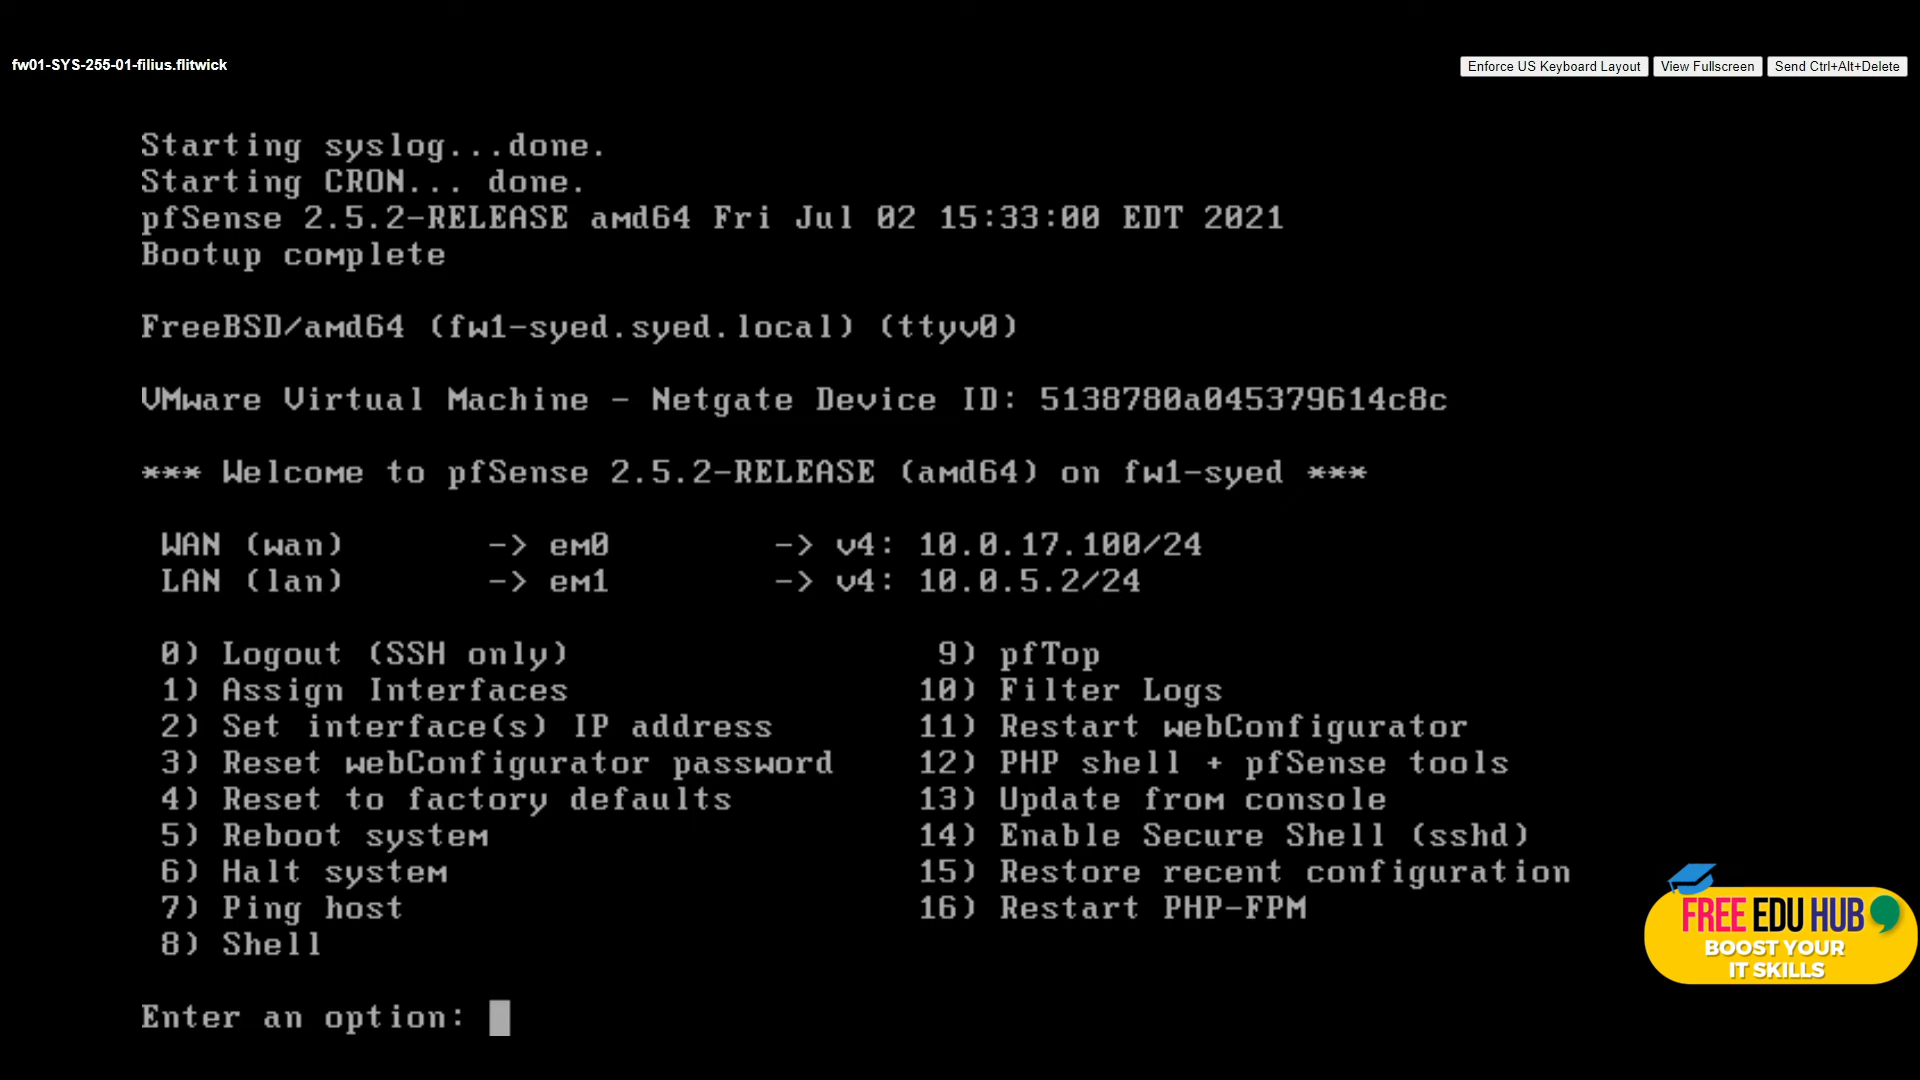 fw01-SYS-255-01-filius.flitwick
Enforce US Keyboard Layout View Fullscreen Send Ctrl+Alt+Delete
Starting syslog...done.
Starting CRON... done.
pfSense 2.5.2-RELEASE amd64 Fri Jul 02 15:33:00 EDT 2021
Bootup complete
FreeBSD/amd64 (fw1-syed.syed.local) (ttyv0)
VMware Virtual Machine - Netgate Device ID: 5138780a045379614c8c
*** Welcome to pfSense 2.5.2-RELEASE (amd64) on fw1-syed ***
WAN (wan) -> em0 -> v4: 10.0.17.100/24
LAN (lan) -> em1 -> v4: 10.0.5.2/24
0) Logout (SSH only) 9) pfTop
1) Assign Interfaces 10) Filter Logs
2) Set interface(s) IP address 11) Restart webConfigurator
3) Reset webConfigurator password 12) PHP shell + pfSense tools
4) Reset to factory defaults 13) Update from console
5) Reboot system 14) Enable Secure Shell (sshd)
6) Halt system 15) Restore recent configuration
7) Ping host 16) Restart PHP-FPM
8) Shell
Enter an option:
FREE EDU HUB
BOOST YOUR
IT SKILLS